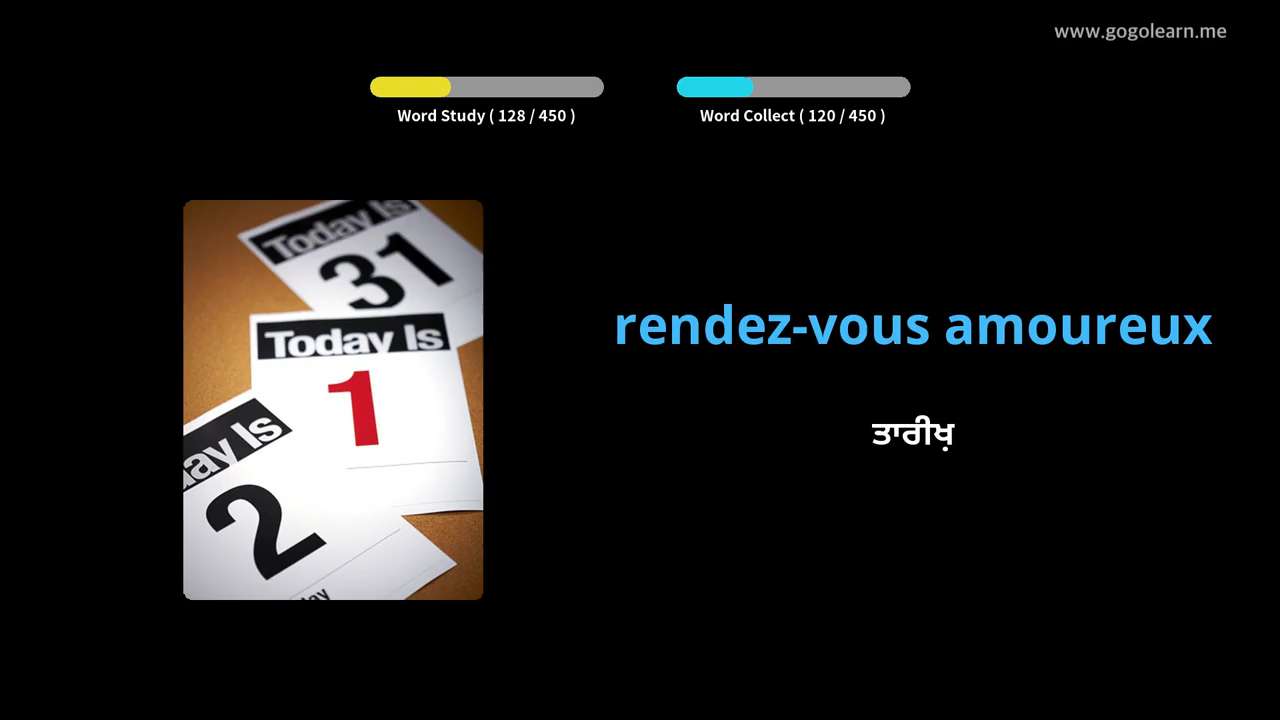 www.gogolearn.me
Word Study ( 128 / 450 )
Word Collect ( 120 / 450 )
Today Is
31
Today Is
1
ay Is
2
day
rendez-vous amoureux
ਤਾਰੀਖ਼